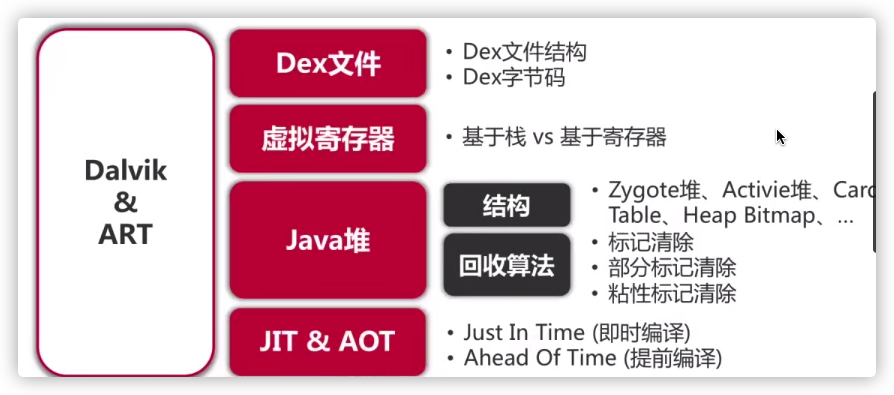 Dalvik
&
ART
Dex文件
• Dex文件结构
• Dex字节码
虚拟寄存器
• 基于栈 vs 基于寄存器
Java堆
结构
• Zygote堆、Activie堆、Card
Table、Heap Bitmap、...
回收算法
• 标记清除
• 部分标记清除
• 粘性标记清除
JIT & AOT
• Just In Time (即时编译)
• Ahead Of Time (提前编译)